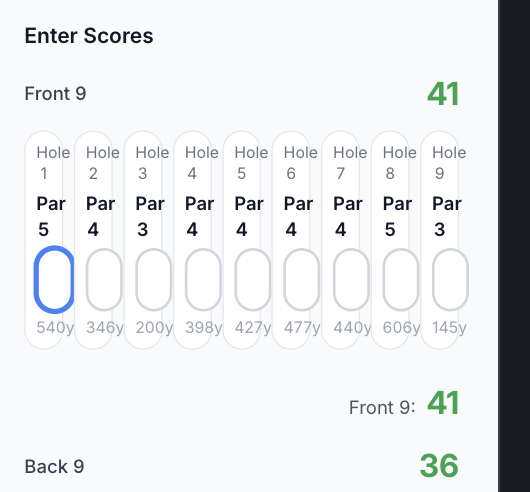 Enter Scores
Front 9 41
Hole Hole Hole Hole Hole Hole Hole Hole Hole
1 2 3 4 5 6 7 8 9
Par Par Par Par Par Par Par Par Par
5 4 3 4 4 4 4 5 3
540y 346y 200y 398y 427y 477y 440y 606y 145y
Front 9: 41
Back 9 36